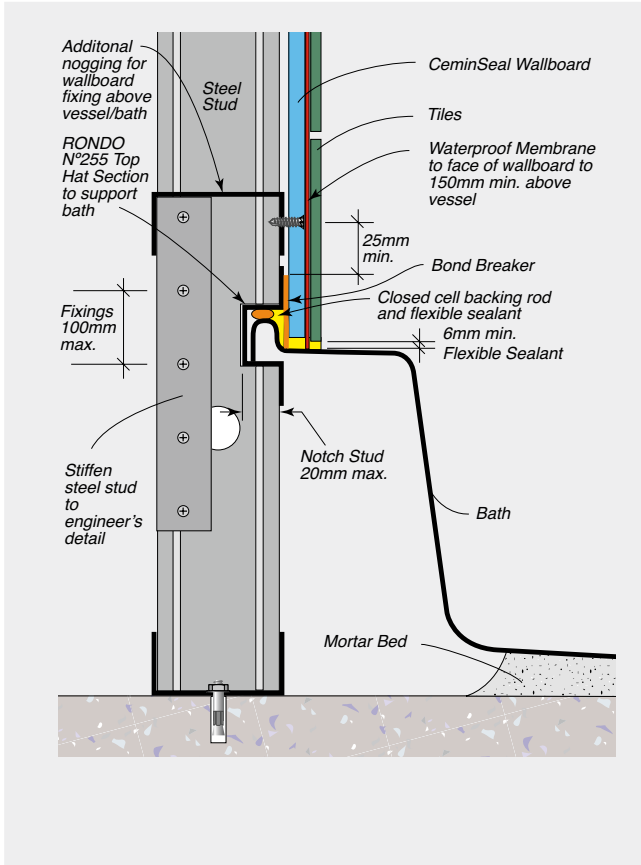 Additonal
nogging for
wallboard
fixing above
vessel/bath
Steel
Stud
CeminSeal Wallboard
Tiles
RONDO
Nº255 Top
Hat Section
to support
bath
Waterproof Membrane
to face of wallboard to
150mm min. above
vessel
25mm
min.
Bond Breaker
Closed cell backing rod
and flexible sealant
Fixings
100mm
max.
6mm min.
Flexible Sealant
Notch Stud
20mm max.
Stiffen
steel stud
to
engineer's
detail
Bath
Mortar Bed